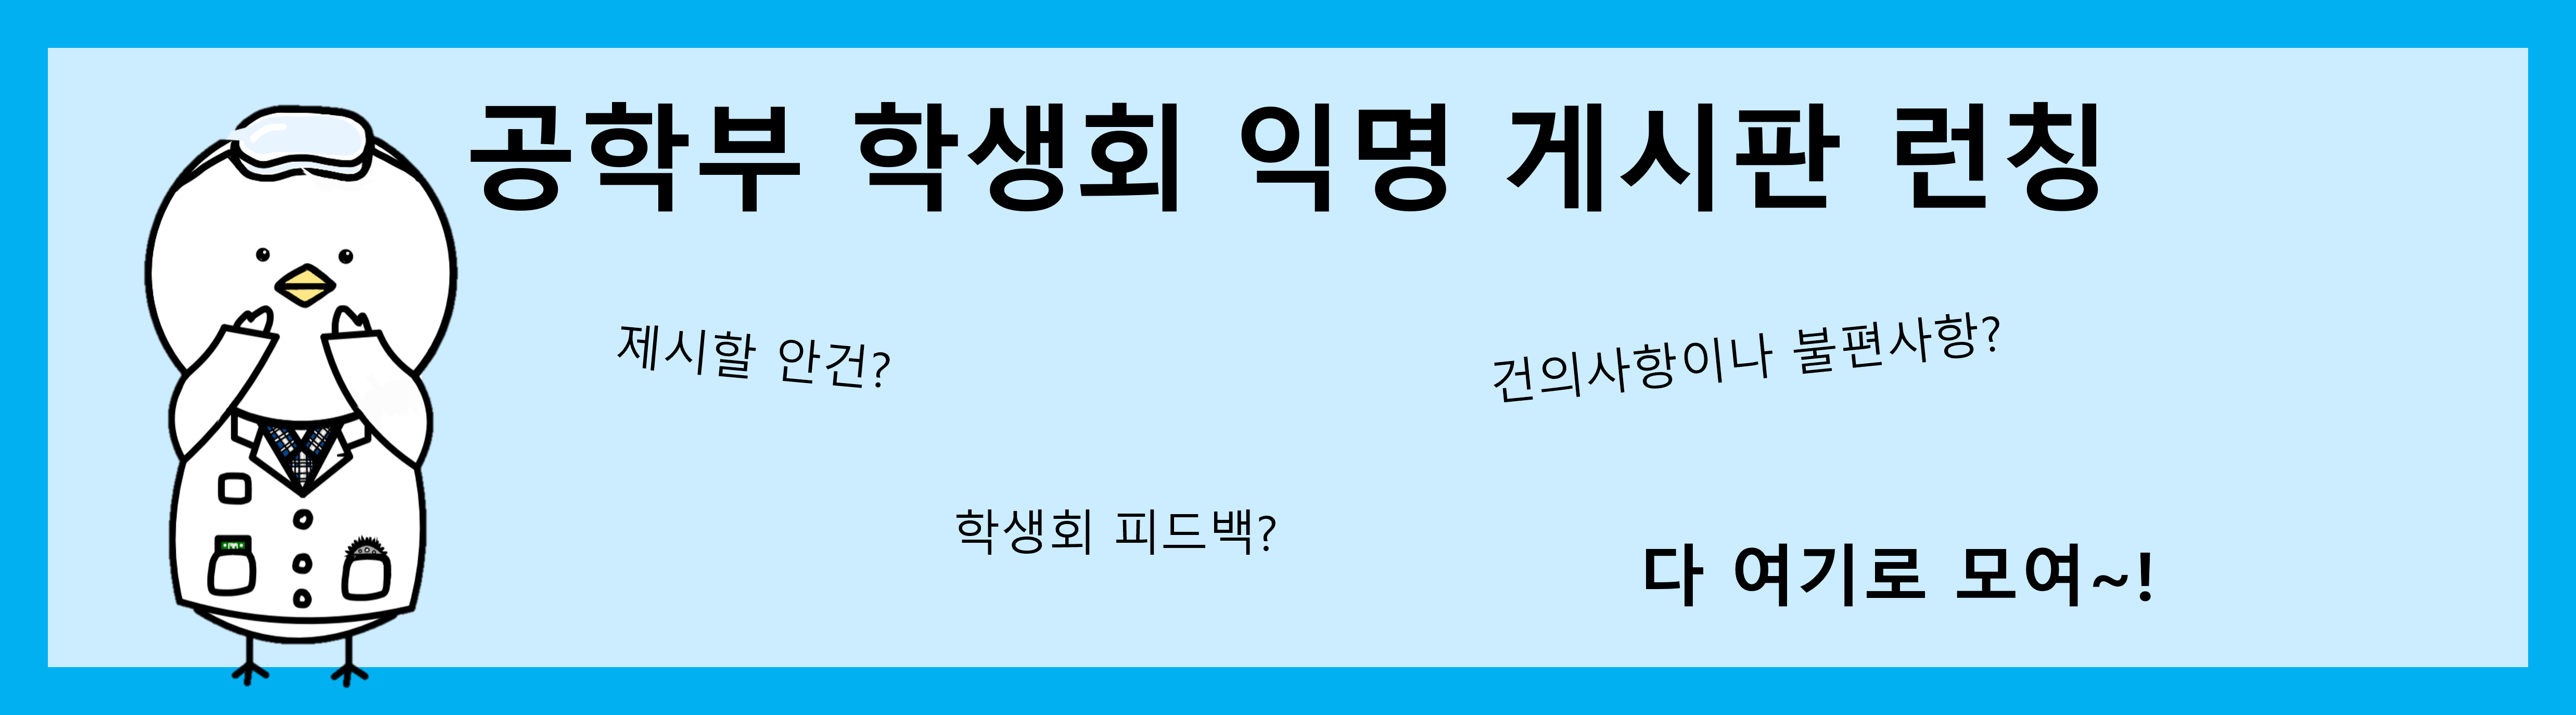 공학부 학생회 익명 게시판 런칭
제시할 안건?
건의사항이나 불편사항?
학생회 피드백?
다 여기로 모여~!